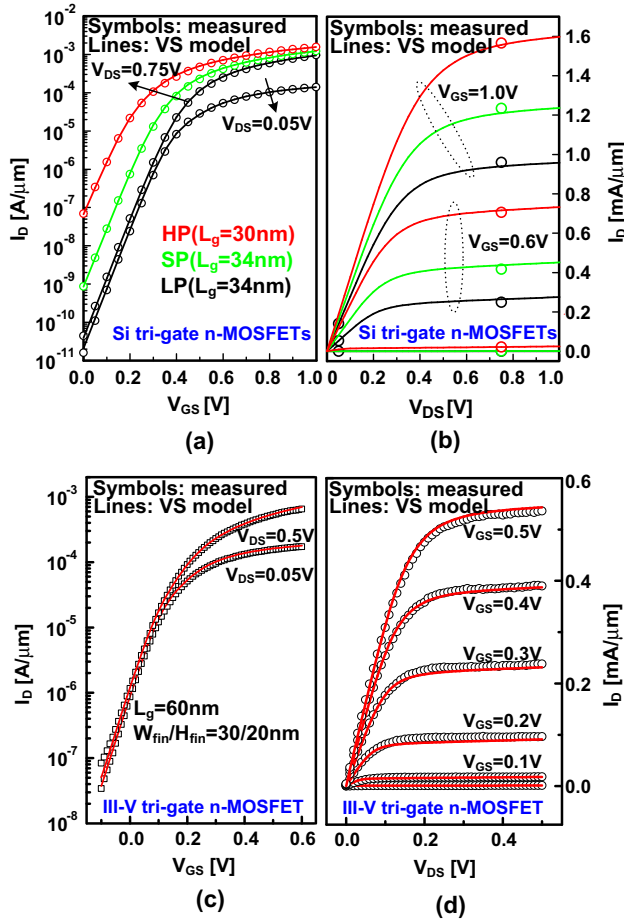 Symbols: measured
Lines: VS model
V_DS=0.75V
V_DS=0.05V
HP(L_g=30nm)
SP(L_g=34nm)
LP(L_g=34nm)
Si tri-gate n-MOSFETs
I_D [A/μm]
10^-2
10^-3
10^-4
10^-5
10^-6
10^-7
10^-8
10^-9
10^-10
10^-11
0.0 0.2 0.4 0.6 0.8 1.0
V_GS [V]
(a)
Symbols: measured
Lines: VS model
V_GS=1.0V
V_GS=0.6V
Si tri-gate n-MOSFETs
1.6
1.4
1.2
1.0
0.8
0.6
0.4
0.2
0.0
I_D [mA/μm]
0.0 0.2 0.4 0.6 0.8 1.0
V_DS [V]
(b)
Symbols: measured
Lines: VS model
V_DS=0.5V
V_DS=0.05V
L_g=60nm
W_fin/H_fin=30/20nm
III-V tri-gate n-MOSFET
I_D [A/μm]
10^-3
10^-4
10^-5
10^-6
10^-7
10^-8
0.0 0.2 0.4 0.6
V_GS [V]
(c)
Symbols: measured
Lines: VS model
V_GS=0.5V
V_GS=0.4V
V_GS=0.3V
V_GS=0.2V
V_GS=0.1V
III-V tri-gate n-MOSFET
0.6
0.4
0.2
0.0
I_D [mA/μm]
0.0 0.2 0.4
V_DS [V]
(d)